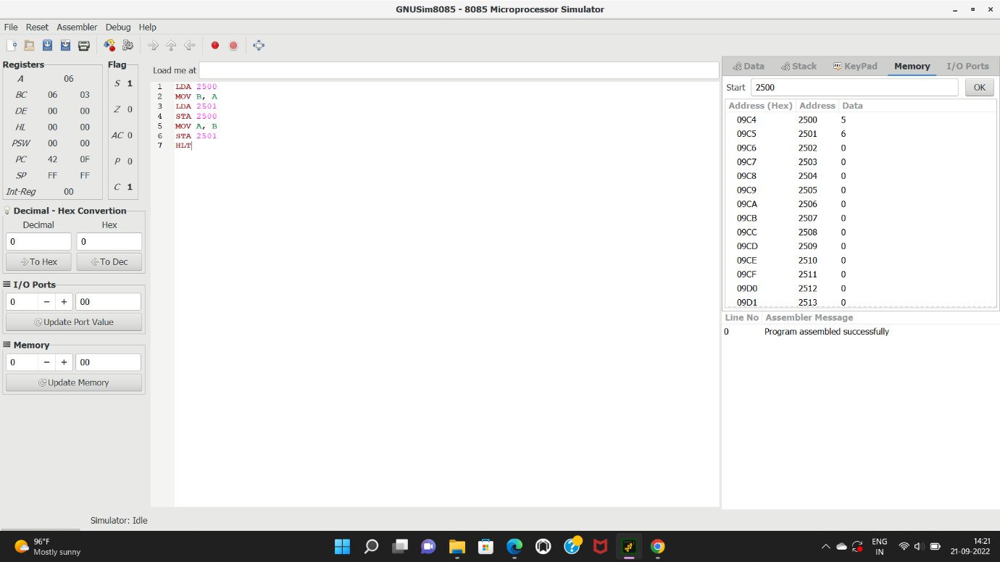 GNUSim8085 - 8085 Microprocessor Simulator
File Reset Assembler Debug Help
Registers
A 06
BC 06 03
DE 00 00
HL 00 00
PSW 00 00
PC 42 0F
SP FF FF
Int-Reg 00
Flag
S 1
Z 0
AC 0
P 0
C 1
Decimal - Hex Convertion
Decimal Hex
0 0
To Hex To Dec
I/O Ports
0 − + 00
Update Port Value
Memory
0 − + 00
Update Memory
Load me at
1 LDA 2500
2 MOV B, A
3 LDA 2501
4 STA 2500
5 MOV A, B
6 STA 2501
7 HLT
Data Stack Abc KeyPad Memory I/O Ports
Start 2500 OK
Address (Hex) Address Data
09C4 2500 5
09C5 2501 6
09C6 2502 0
09C7 2503 0
09C8 2504 0
09C9 2505 0
09CA 2506 0
09CB 2507 0
09CC 2508 0
09CD 2509 0
09CE 2510 0
09CF 2511 0
09D0 2512 0
09D1 2513 0
Line No Assembler Message
0 Program assembled successfully
Simulator: Idle
96°F
Mostly sunny
ENG
IN
14:21
21-09-2022